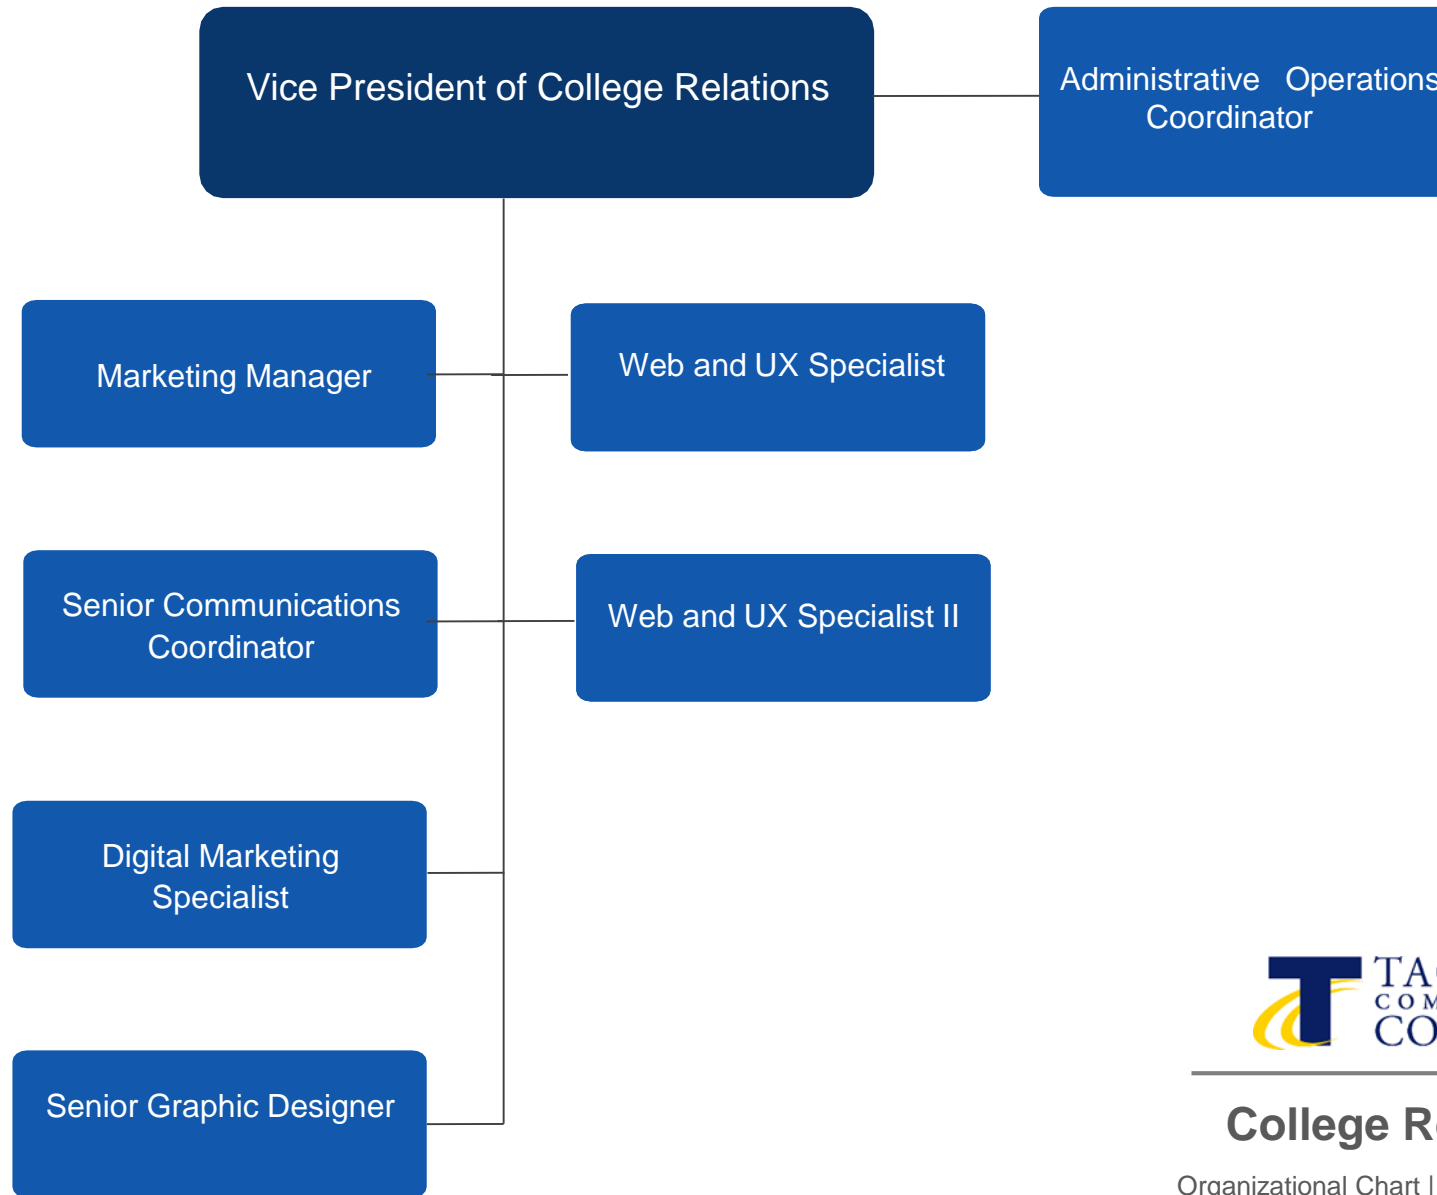 Vice President of College Relations
Administrative Operations
Coordinator
Marketing Manager
Web and UX Specialist
Senior Communications
Coordinator
Web and UX Specialist II
Digital Marketing
Specialist
Senior Graphic Designer
T
College
Organizational Chart |